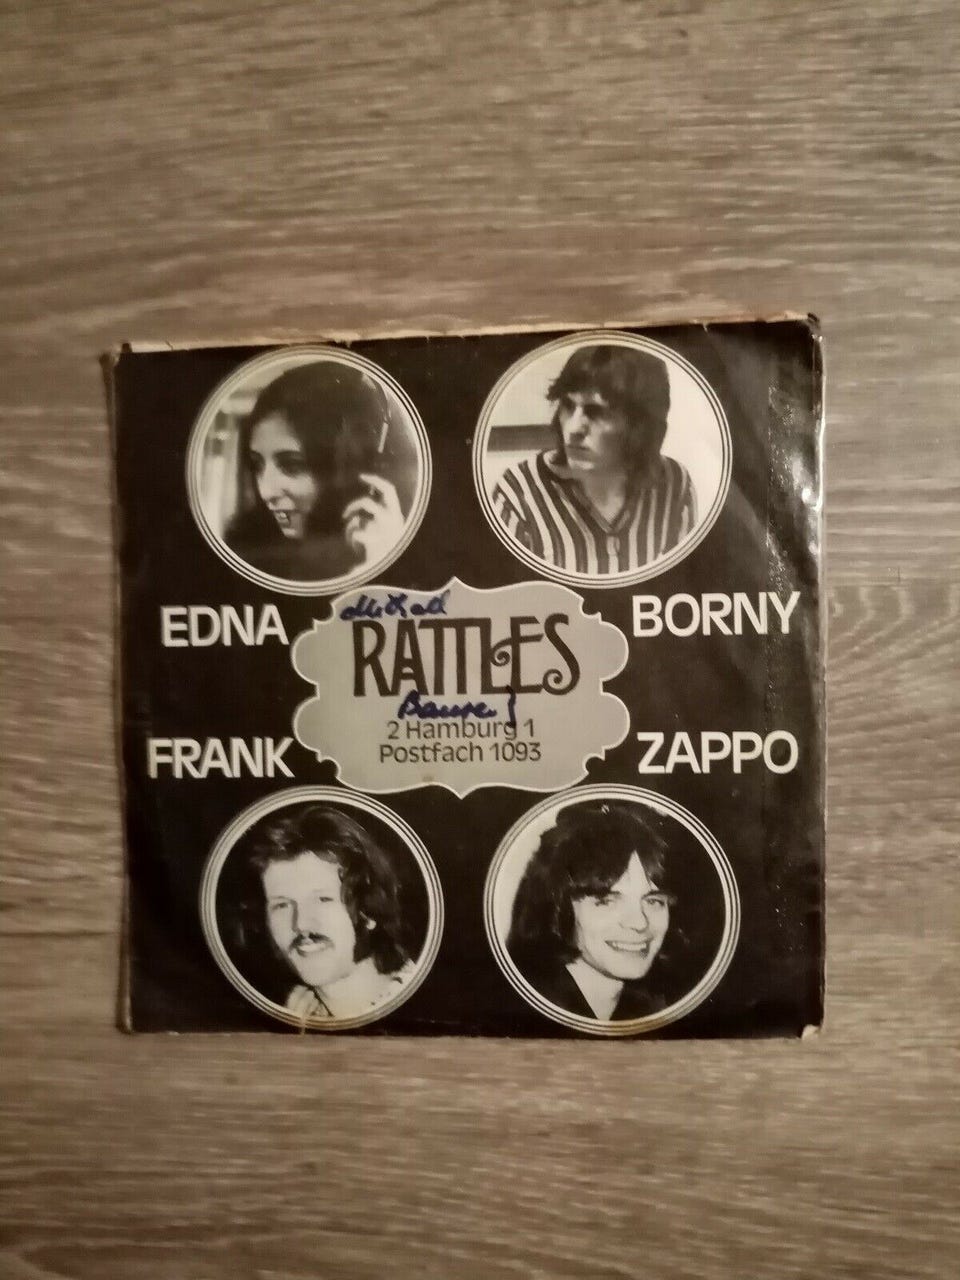 EDNA
BORNY
RATTLES
2 Hamburg 1
Postfach 1093
FRANK
ZAPPO